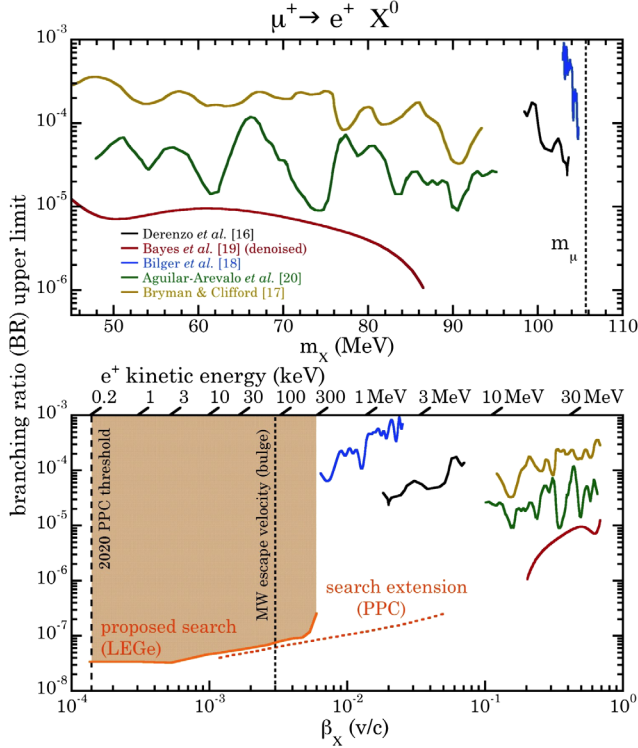 μ⁺→ e⁺ X⁰
10⁻³
10⁻⁴
10⁻⁵
10⁻⁶
Derenzo et al. [16]
Bayes et al. [19] (denoised)
Bilger et al. [18]
Aguilar-Arevalo et al. [20]
Bryman & Clifford [17]
m_μ
50 60 70 80 90 100 110
m_X (MeV)
branching ratio (BR) upper limit
e⁺ kinetic energy (keV)
0.2 1 3 10 30 100 300 1 MeV 3 MeV 10 MeV 30 MeV
10⁻³
10⁻⁴
10⁻⁵
10⁻⁶
10⁻⁷
10⁻⁸
2020 PPC threshold
MW escape velocity (bulge)
search extension
(PPC)
proposed search
(LEGe)
10⁻⁴ 10⁻³ 10⁻² 10⁻¹ 10⁰
β_X (v/c)